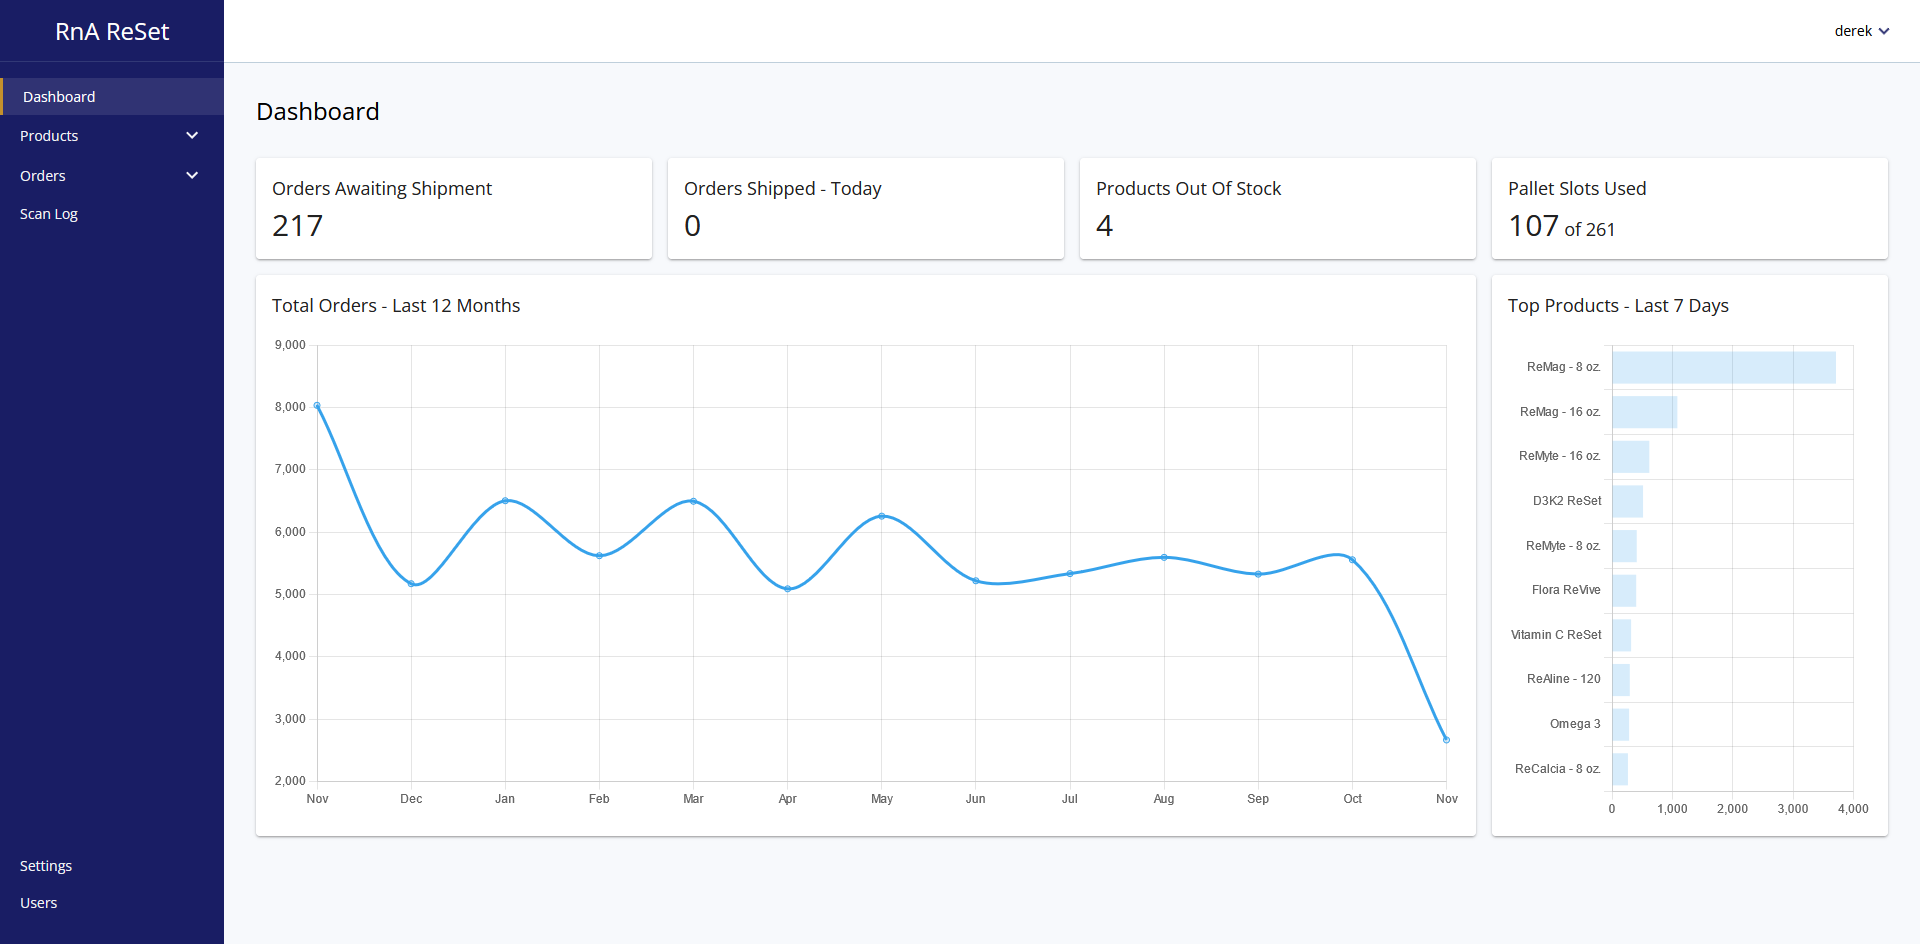 RnA ReSet
derek
Dashboard
Products
Orders
Scan Log
Settings
Users
Dashboard
Orders Awaiting Shipment
217
Orders Shipped - Today
0
Products Out Of Stock
4
Pallet Slots Used
107 of 261
Total Orders - Last 12 Months
9,000
8,000
7,000
6,000
5,000
4,000
3,000
2,000
Nov Dec Jan Feb Mar Apr May Jun Jul Aug Sep Oct Nov
Top Products - Last 7 Days
ReMag - 8 oz.
ReMag - 16 oz.
ReMyte - 16 oz.
D3K2 ReSet
ReMyte - 8 oz.
Flora ReVive
Vitamin C ReSet
ReAline - 120
Omega 3
ReCalcia - 8 oz.
0 1,000 2,000 3,000 4,000